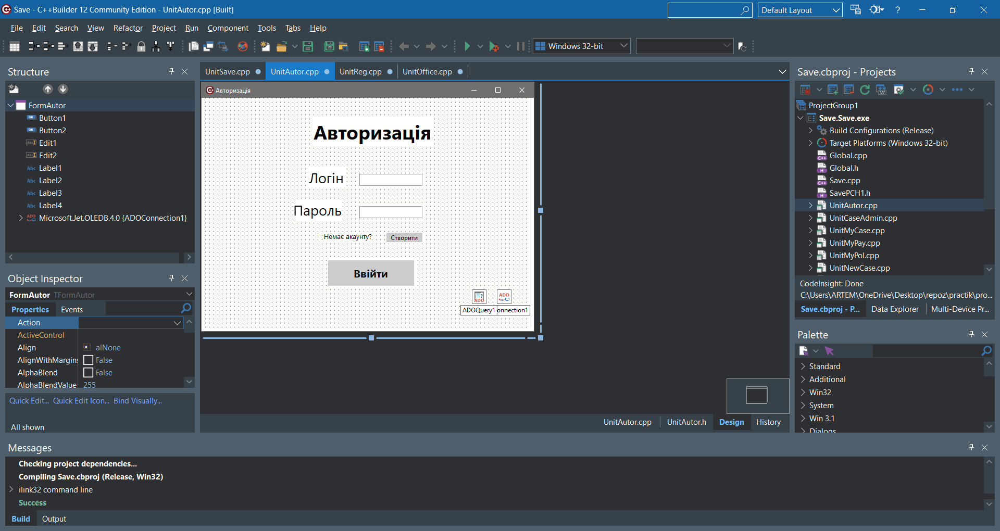 Save - C++Builder 12 Community Edition - UnitAutor.cpp [Built]
Default Layout
?
File Edit Search View Refactor Project Run Component Tools Tabs Help
Windows 32-bit
Structure
FormAutor
Button1
Button2
Edit1
Edit2
Label1
Label2
Label3
Label4
Microsoft.Jet.OLEDB.4.0 {ADOConnection1}
Object Inspector
FormAutor TFormAutor
Properties Events
Action
ActiveControl
Align alNone
AlignWithMargins False
AlphaBlend False
AlphaBlendValue 255
Quick Edit... Quick Edit Icon... Bind Visually...
All shown
UnitSave.cpp UnitAutor.cpp UnitReg.cpp UnitOffice.cpp
Авторизація
Авторизація
Логін
Пароль
Немає акаунту? Створити
Ввійти
ADO ADO
ADOQuery1 onnection1
UnitAutor.cpp UnitAutor.h Design History
Save.cbproj - Projects
ProjectGroup1
Save.Save.exe
Build Configurations (Release)
Target Platforms (Windows 32-bit)
Global.cpp
Global.h
Save.cpp
SavePCH1.h
UnitAutor.cpp
UnitCaseAdmin.cpp
UnitMyCase.cpp
UnitMyPay.cpp
UnitMyPol.cpp
UnitNewCase.cpp
CodeInsight: Done
C:\Users\ARTEM\OneDrive\Desktop\repoz\practik\pro...
Save.cbproj - P... Data Explorer Multi-Device Pr...
Palette
Standard
Additional
Win32
System
Win 3.1
Dialogs
Messages
Checking project dependencies...
Compiling Save.cbproj (Release, Win32)
ilink32 command line
Success
Build Output